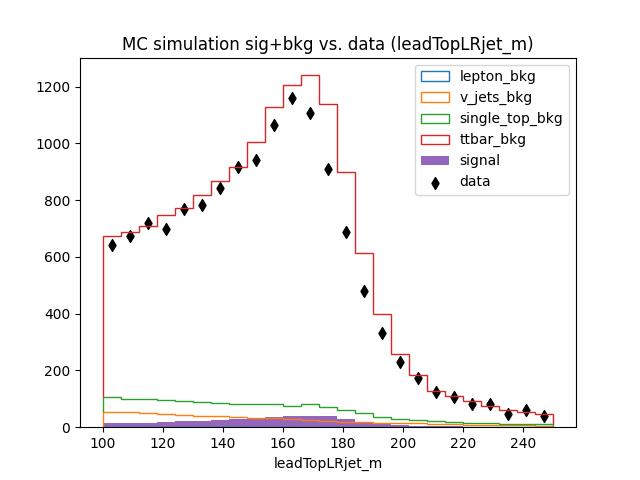 MC simulation sig+bkg vs. data (leadTopLRjet_m)
1200
1000
800
600
400
200
0
100
120
140
160
180
200
220
240
leadTopLRjet_m
lepton_bkg
v_jets_bkg
single_top_bkg
ttbar_bkg
signal
data